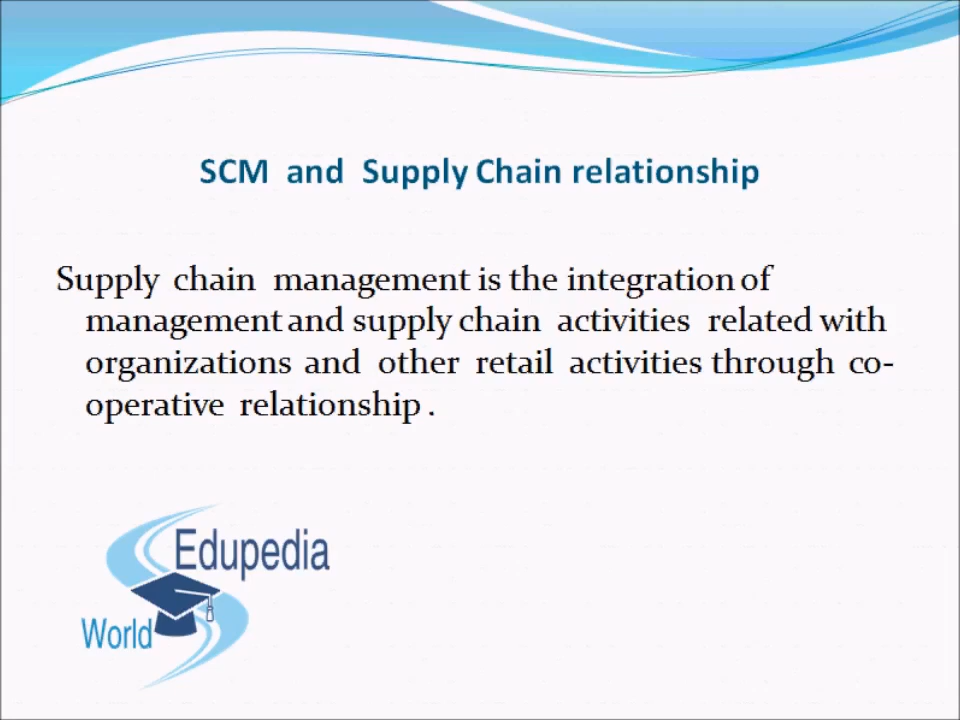 SCM and Supply Chain relationship
Supply chain management is the integration of
management and supply chain activities related with
organizations and other retail activities through co-
operative relationship .
Edupedia
World